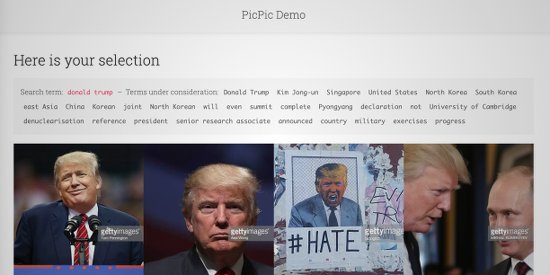 PicPic Demo
Here is your selection
Search term: donald trump – Terms under consideration: Donald Trump Kim Jong-un Singapore United States North Korea South Korea
east Asia China Korean joint North Korean will even summit complete Pyongyang declaration not University of Cambridge
denuclearisation reference president senior research associate announced country military exercises progress
gettyimages
gettyimages
gettyimages
gettyimages
#HATE